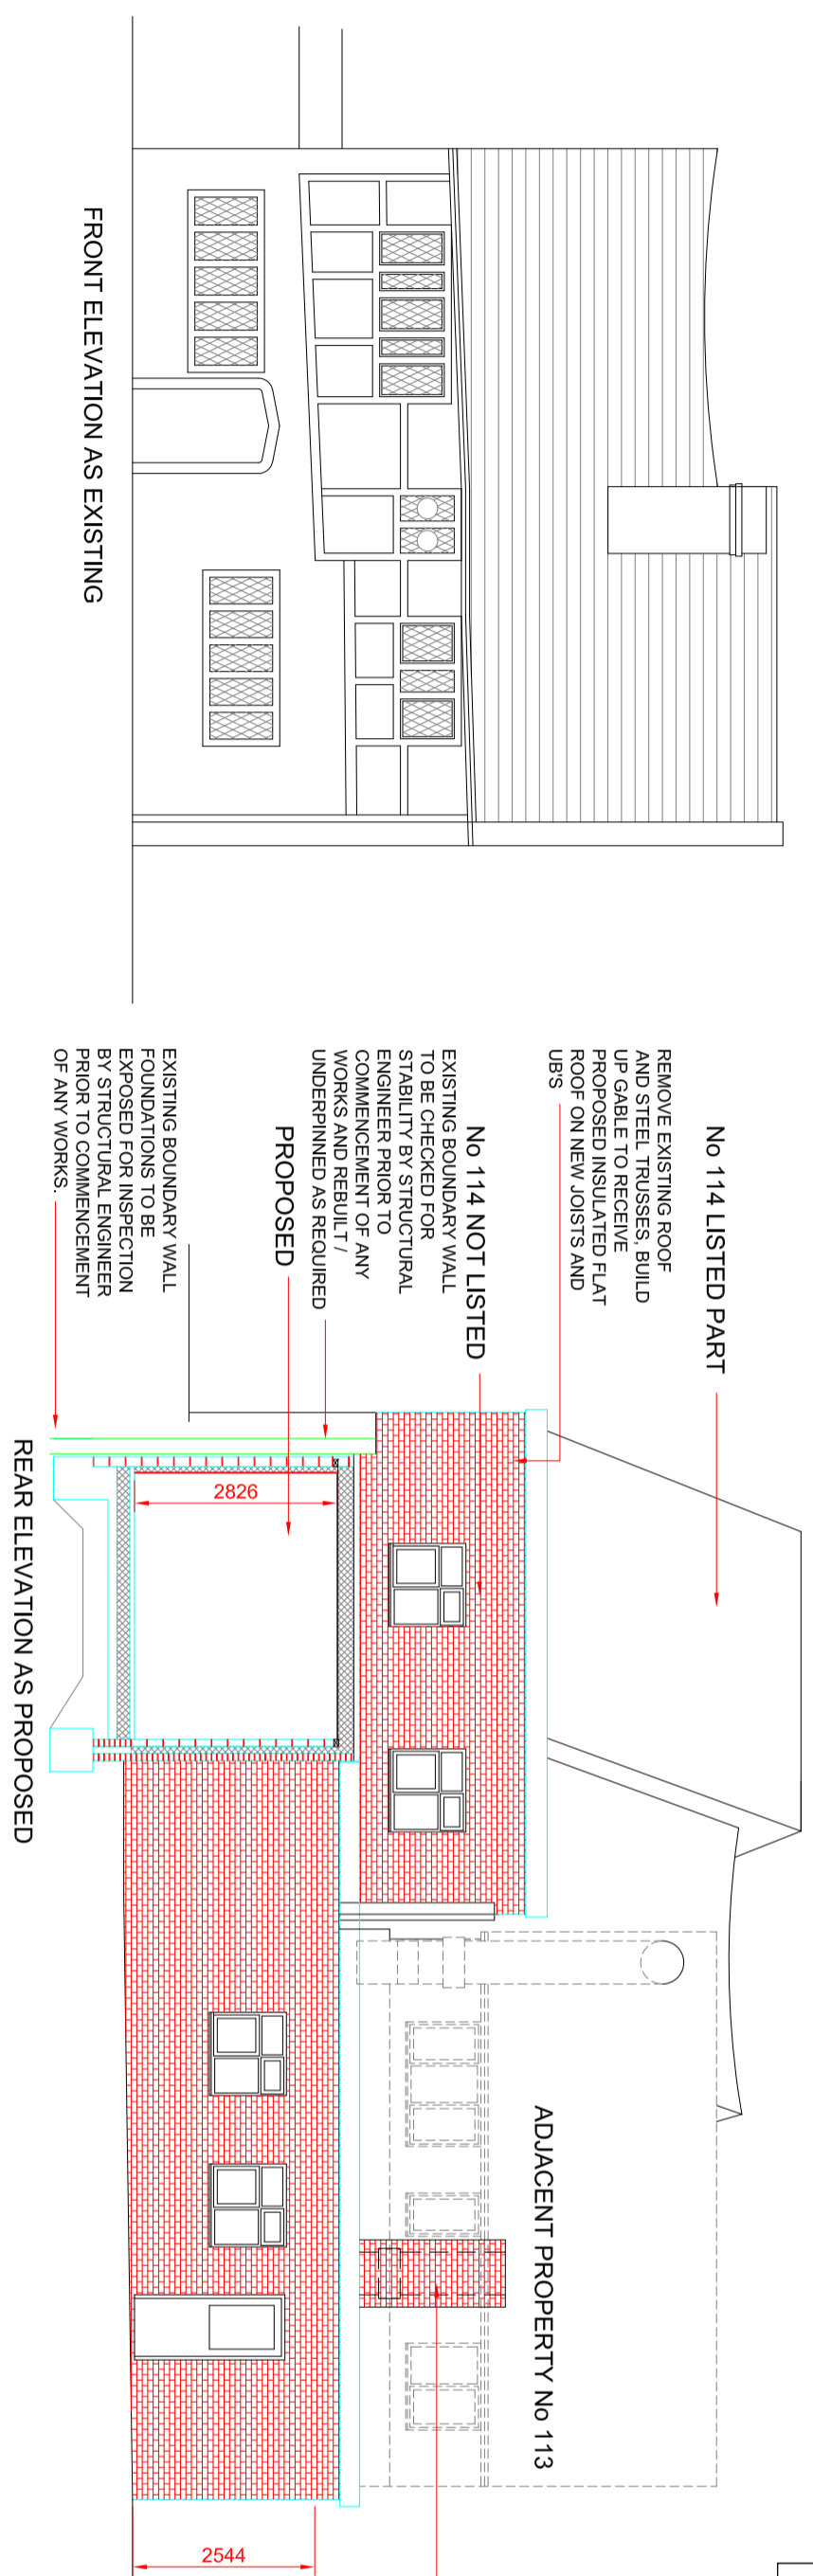 FRONT ELEVATION AS EXISTING
No 114 LISTED PART
REMOVE EXISTING ROOF
AND STEEL TRUSSES, BUILD
UP GABLE TO RECEIVE
PROPOSED INSULATED FLAT
ROOF ON NEW JOISTS AND
UB'S
No 114 NOT LISTED
EXISTING BOUNDARY WALL
TO BE CHECKED FOR
STABILITY BY STRUCTURAL
ENGINEER PRIOR TO
COMMENCEMENT OF ANY
WORKS AND REBUILT /
UNDERPINNED AS REQUIRED
PROPOSED
EXISTING BOUNDARY WALL
FOUNDATIONS TO BE
EXPOSED FOR INSPECTION
BY STRUCTURAL ENGINEER
PRIOR TO COMMENCEMENT
OF ANY WORKS.
2826
ADJACENT PROPERTY No 113
2544
REAR ELEVATION AS PROPOSED